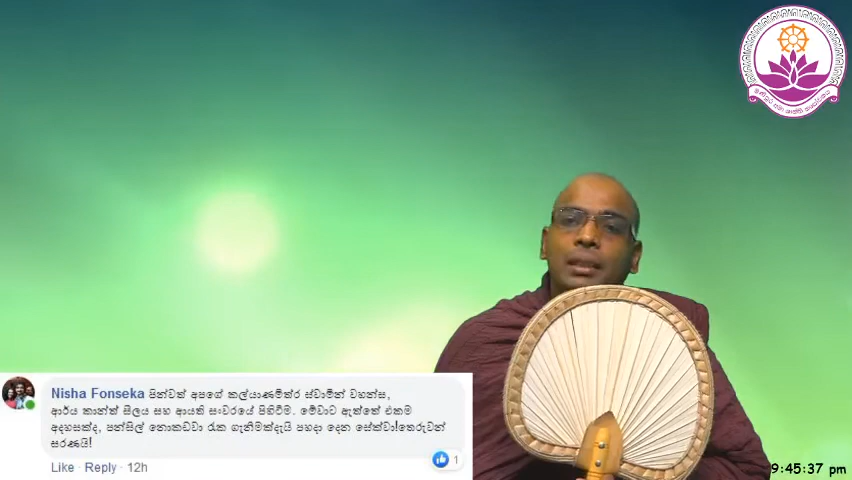 Nisha Fonseka පින්වත් අපගේ කල්යාණමිත්ර ස්වාමීන් වහන්ස,
ආර්ය කාන්ත සීලය සහ ආයති සංවරයේ පිහිටීම. මේවාට ඇත්තේ එකම
අදහසක්ද, පන්සිල් නොකඩවා රැක ගැනීමක්දැයි පහදා දෙන සේක්වා!තෙරුවන්
සරණයි!
Like · Reply · 12h
1
9:45:37 pm